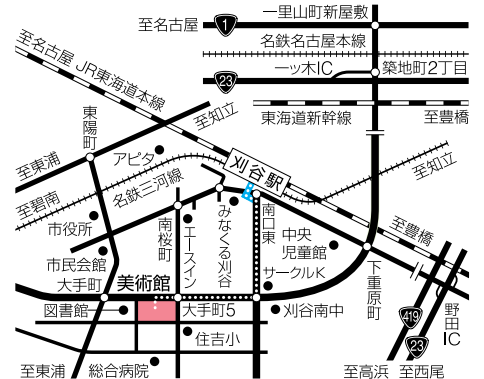 至名古屋
1
一里山町新屋敷
名鉄名古屋本線
至名古屋
JR東海道本線
23
一ッ木IC
築地町2丁目
東海道新幹線
至豊橋
東陽町
至知立
至東浦
アピタ
刈谷駅
至知立
名鉄三河線
至碧南
市役所
南桜町
エースイン
みなくる刈谷
南口東
中央
児童館
至豊橋
市民会館
大手町
美術館
サークルK
下重原町
図書館
大手町5
刈谷南中
419
野田
IC
住吉小
23
至東浦
総合病院
至高浜
至西尾